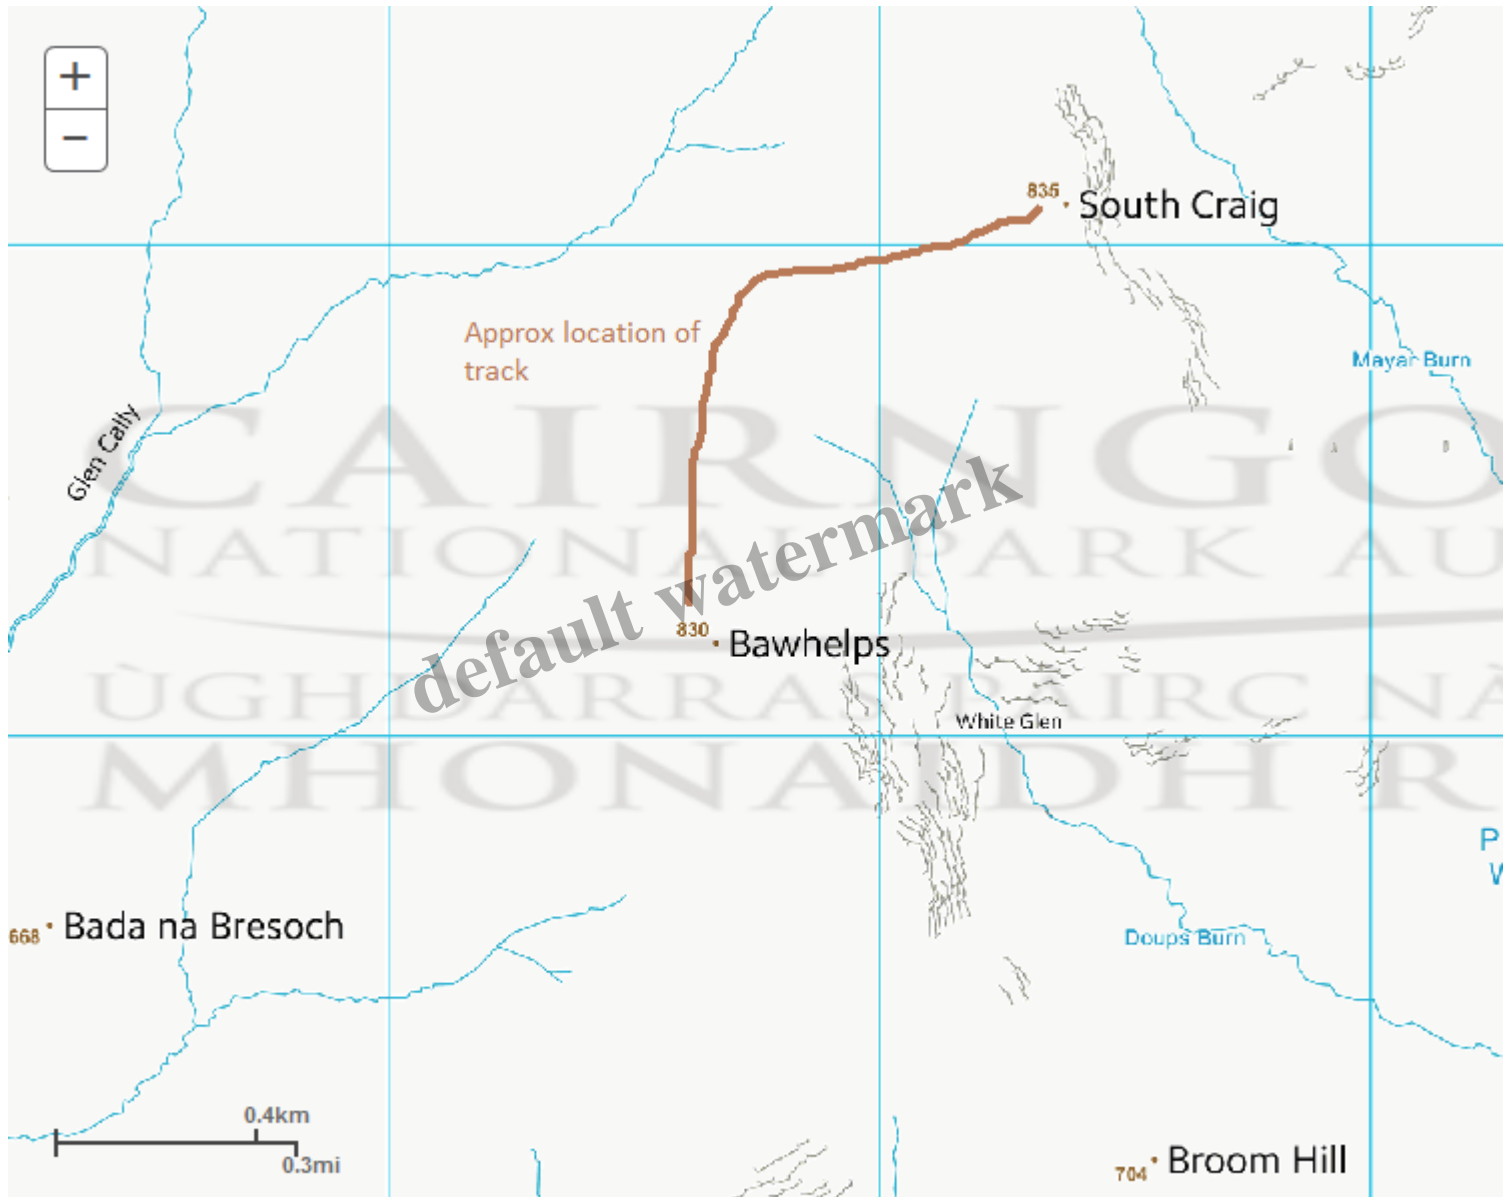 +
−
835
South Craig
Approx location of
track
Mayar Burn
Glen Cally
CAIRNGO
NATIONAL PARK AU
default watermark
830
Bawhelps
ÙGHDARRAS PÀIRC NÀ
White Glen
MHONAIDH R
P
W
668
Bada na Bresoch
Doups Burn
0.4km
0.3mi
704
Broom Hill